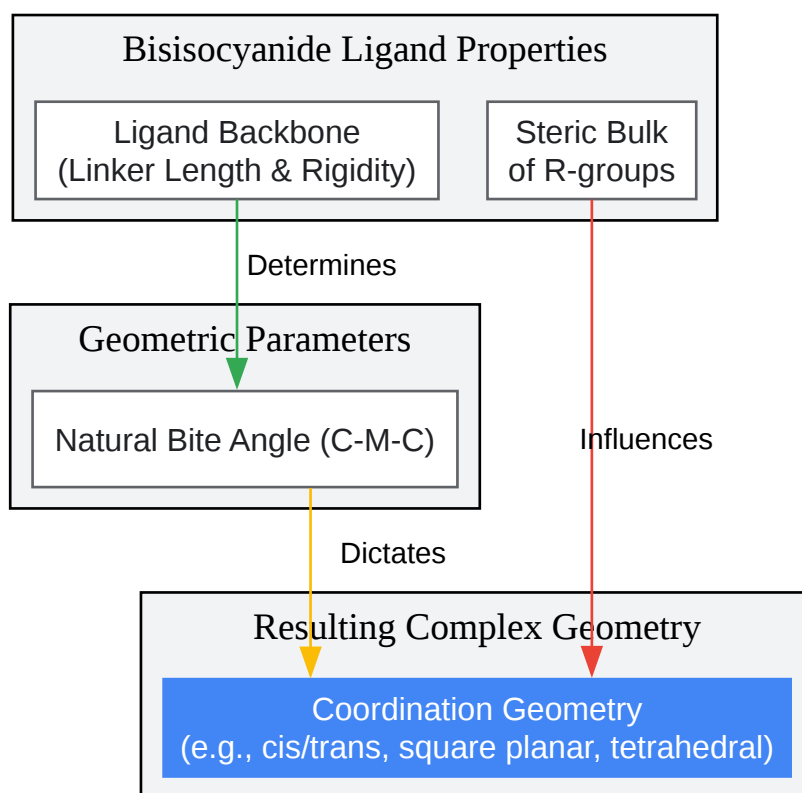 Bisisocyanide Ligand Properties
Ligand Backbone
(Linker Length & Rigidity)
Steric Bulk
of R-groups
Determines
Geometric Parameters
Natural Bite Angle (C-M-C)
Influences
Dictates
Resulting Complex Geometry
Coordination Geometry
(e.g., cis/trans, square planar, tetrahedral)